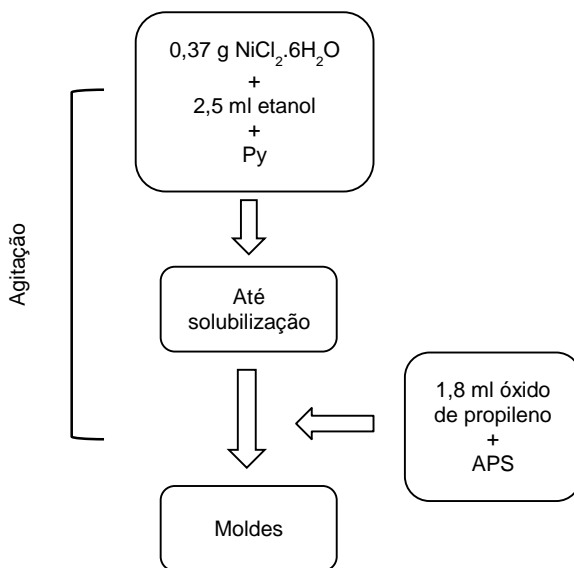 0,37 g NiCl₂.6H₂O
+
2,5 ml etanol
+
Py
Agitação
Até
solubilização
1,8 ml óxido
de propileno
+
APS
Moldes